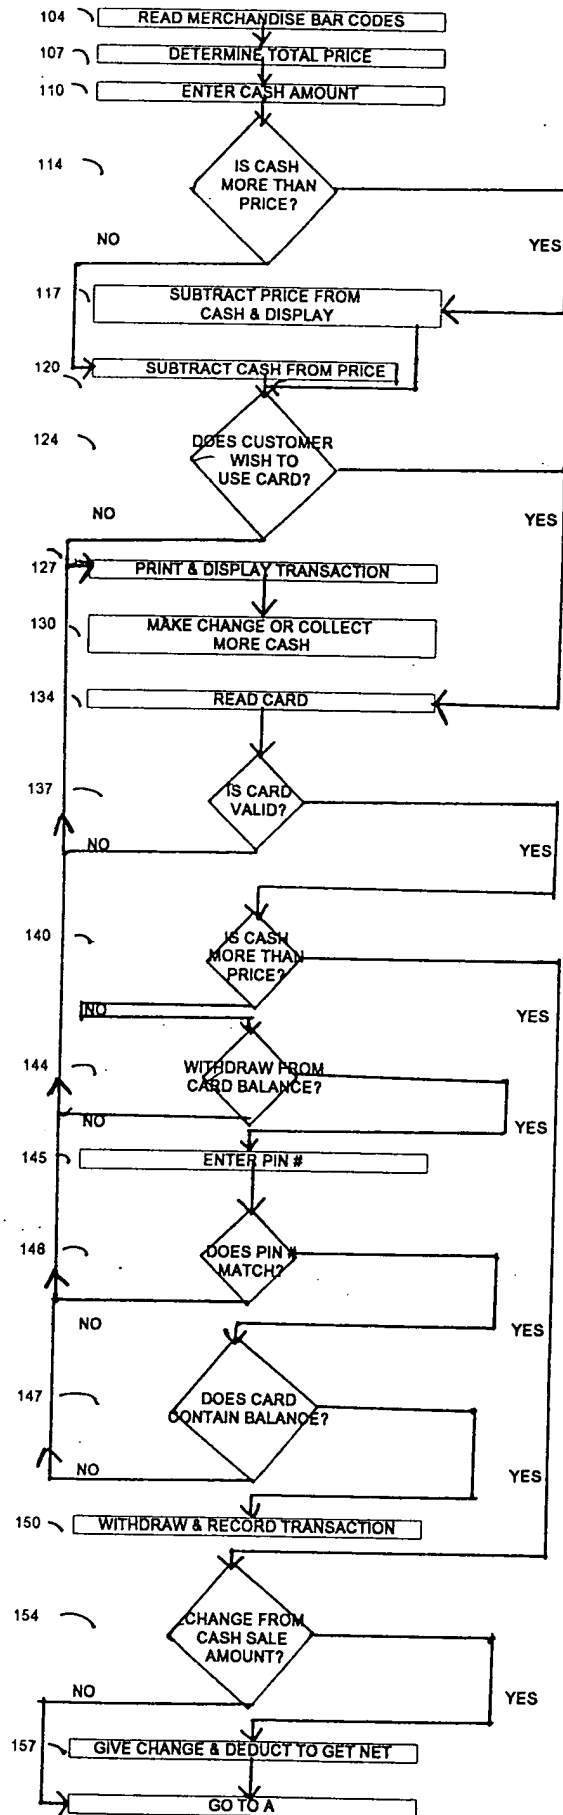 104 READ MERCHANDISE BAR CODES
107 DETERMINE TOTAL PRICE
110 ENTER CASH AMOUNT
114 IS CASH
MORE THAN
PRICE?
NO YES
117 SUBTRACT PRICE FROM
CASH & DISPLAY
120 SUBTRACT CASH FROM PRICE
124 DOES CUSTOMER
WISH TO
USE CARD?
NO YES
127 PRINT & DISPLAY TRANSACTION
130 MAKE CHANGE OR COLLECT
MORE CASH
134 READ CARD
137 IS CARD
VALID?
NO YES
140 IS CASH
MORE THAN
PRICE?
NO YES
144 WITHDRAW FROM
CARD BALANCE?
NO YES
145 ENTER PIN #
148 DOES PIN #
MATCH?
NO YES
147 DOES CARD
CONTAIN BALANCE?
NO YES
150 WITHDRAW & RECORD TRANSACTION
154 CHANGE FROM
CASH SALE
AMOUNT?
NO YES
157 GIVE CHANGE & DEDUCT TO GET NET
GO TO A